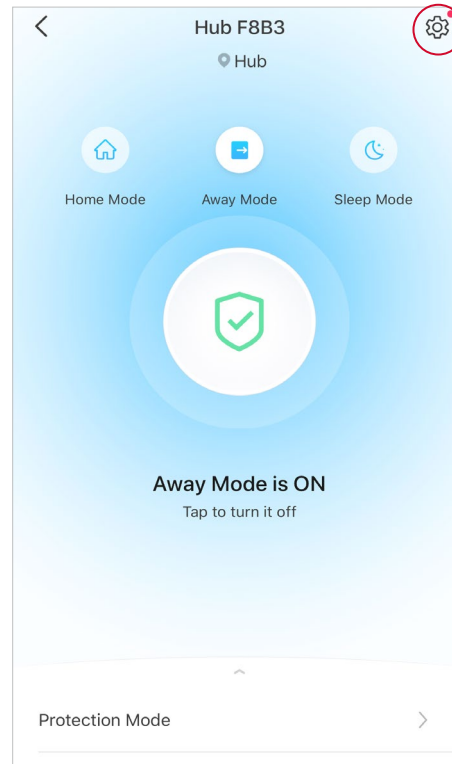 Hub F8B3
Hub
Home Mode
Away Mode
Sleep Mode
Away Mode is ON
Tap to turn it off
Protection Mode